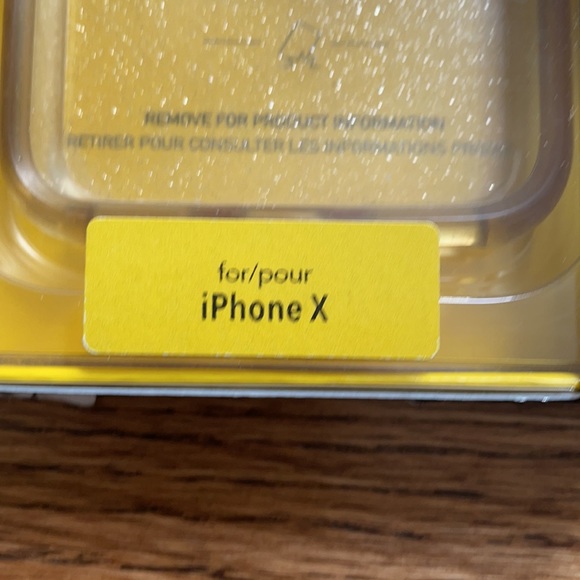 REMOVE FOR PRODUCT INFORMATION
RETIRER POUR CONSULTER LES INFORMATIONS
for/pour
iPhone X